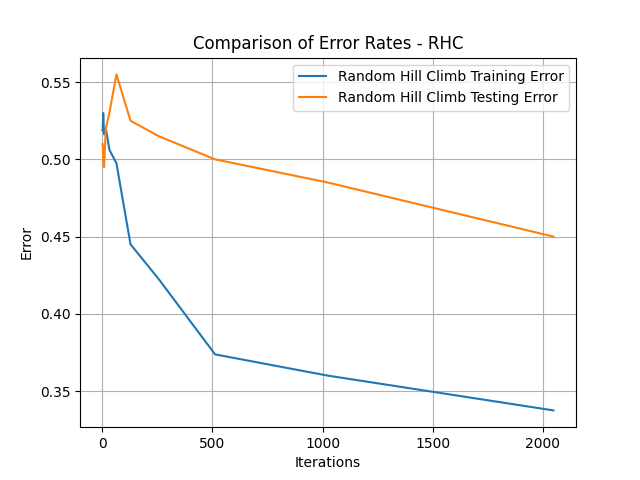 Comparison of Error Rates - RHC
Random Hill Climb Training Error
Random Hill Climb Testing Error
Error
0.55
0.50
0.45
0.40
0.35
0 500 1000 1500 2000
Iterations